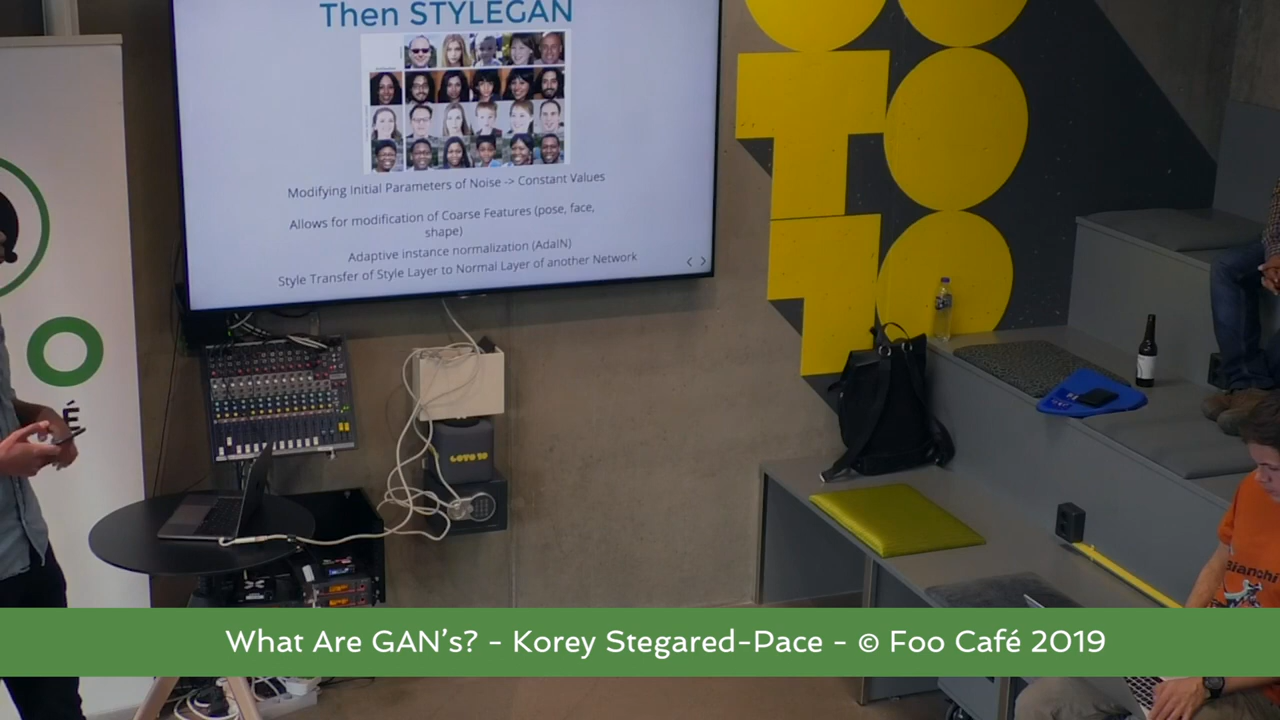 Then STYLEGAN
Modifying Initial Parameters of Noise -> Constant Values
Allows for modification of Coarse Features (pose, face,
shape)
Adaptive instance normalization (AdaIN)
Style Transfer of Style Layer to Normal Layer of another Network
< >
TO
TO
O
É
GOTO 10
Bianchi
What Are GAN's? - Korey Stegared-Pace - © Foo Café 2019